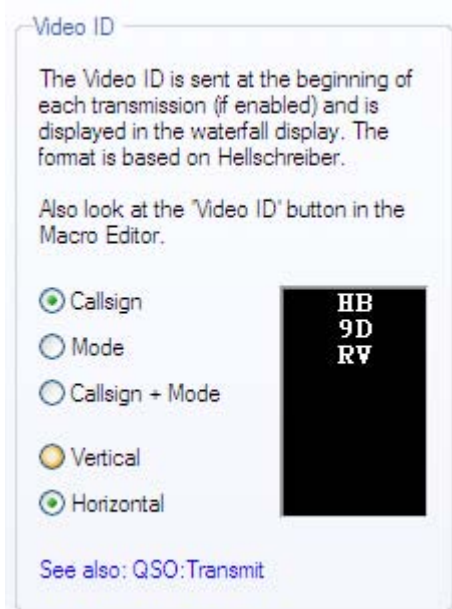 Video ID
The Video ID is sent at the beginning of
each transmission (if enabled) and is
displayed in the waterfall display. The
format is based on Hellschreiber.
Also look at the 'Video ID' button in the
Macro Editor.
Callsign
Mode
Callsign + Mode
Vertical
Horizontal
HB
9D
RV
See also: QSO:Transmit